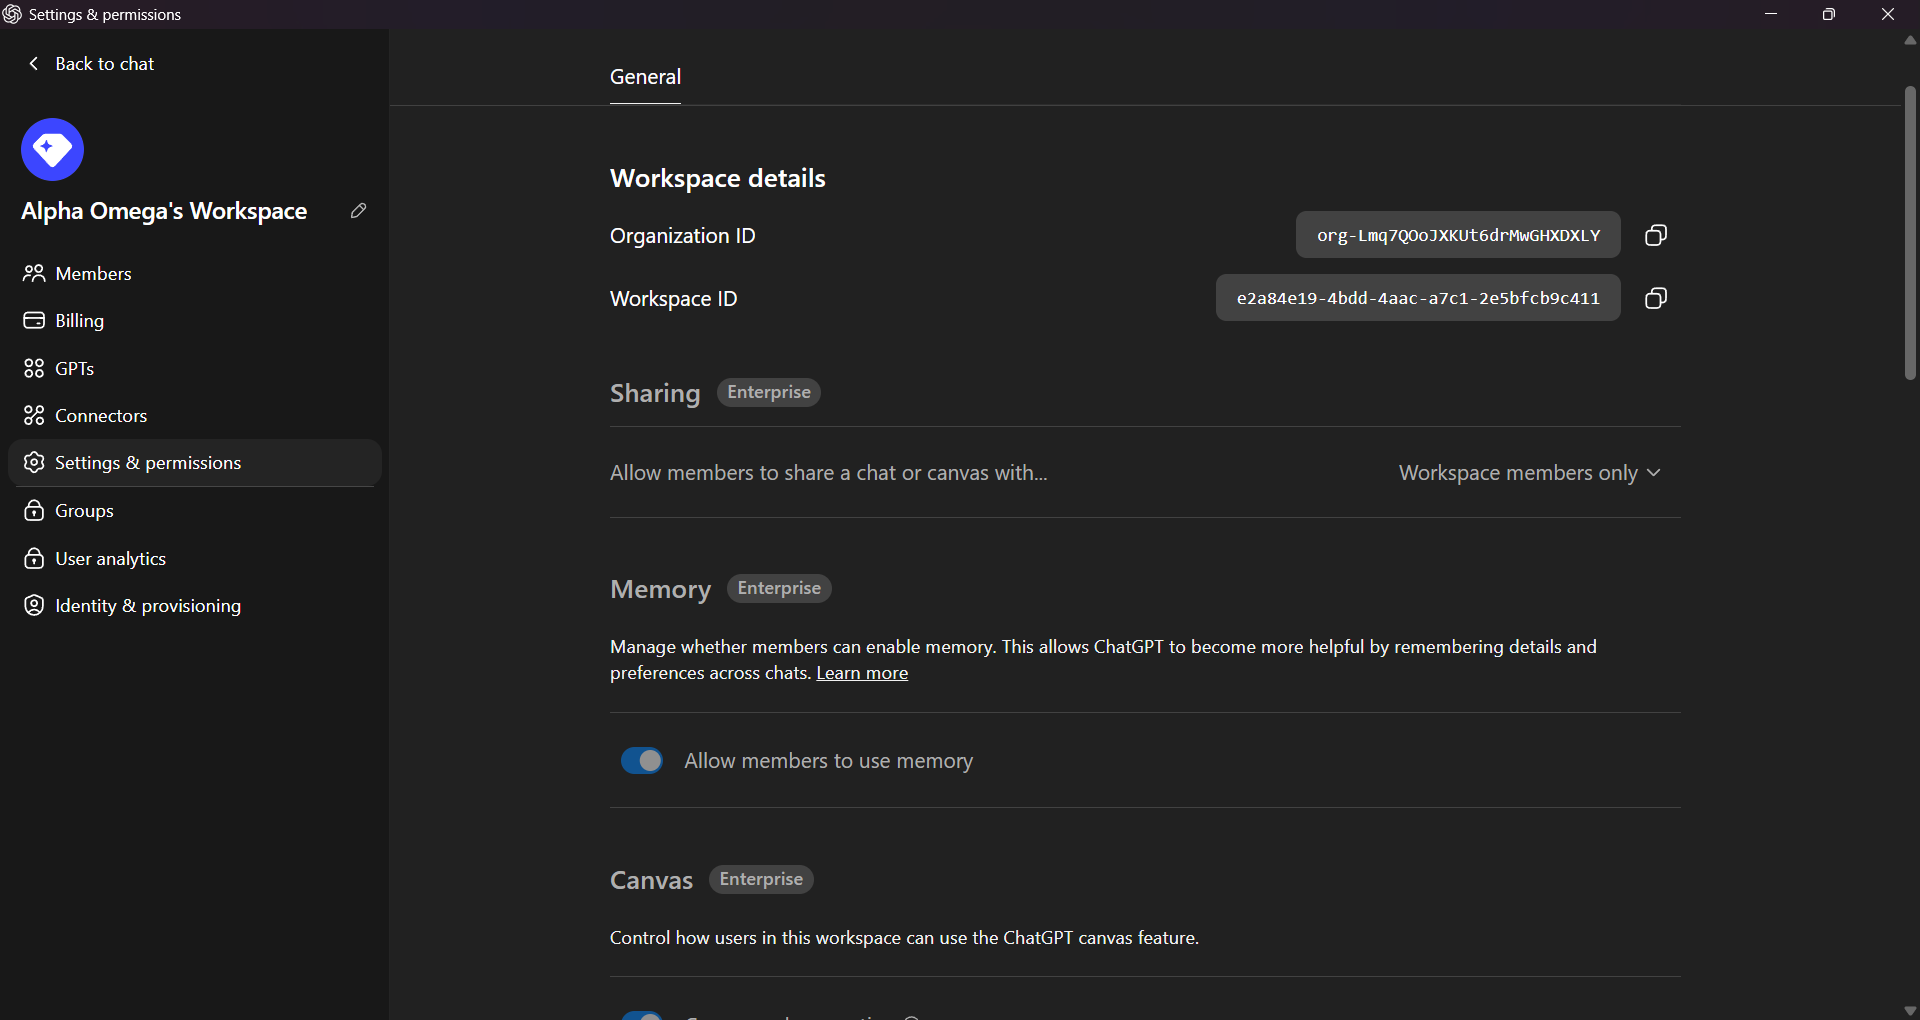 Settings & permissions
Back to chat
Alpha Omega's Workspace
Members
Billing
GPTs
Connectors
Settings & permissions
Groups
User analytics
Identity & provisioning
General
Workspace details
Organization ID
org-Lmq7QOoJXKUt6drMwGHXDXLY
Workspace ID
e2a84e19-4bdd-4aac-a7c1-2e5bfcb9c411
Sharing Enterprise
Allow members to share a chat or canvas with...
Workspace members only
Memory Enterprise
Manage whether members can enable memory. This allows ChatGPT to become more helpful by remembering details and
preferences across chats. Learn more
Allow members to use memory
Canvas Enterprise
Control how users in this workspace can use the ChatGPT canvas feature.